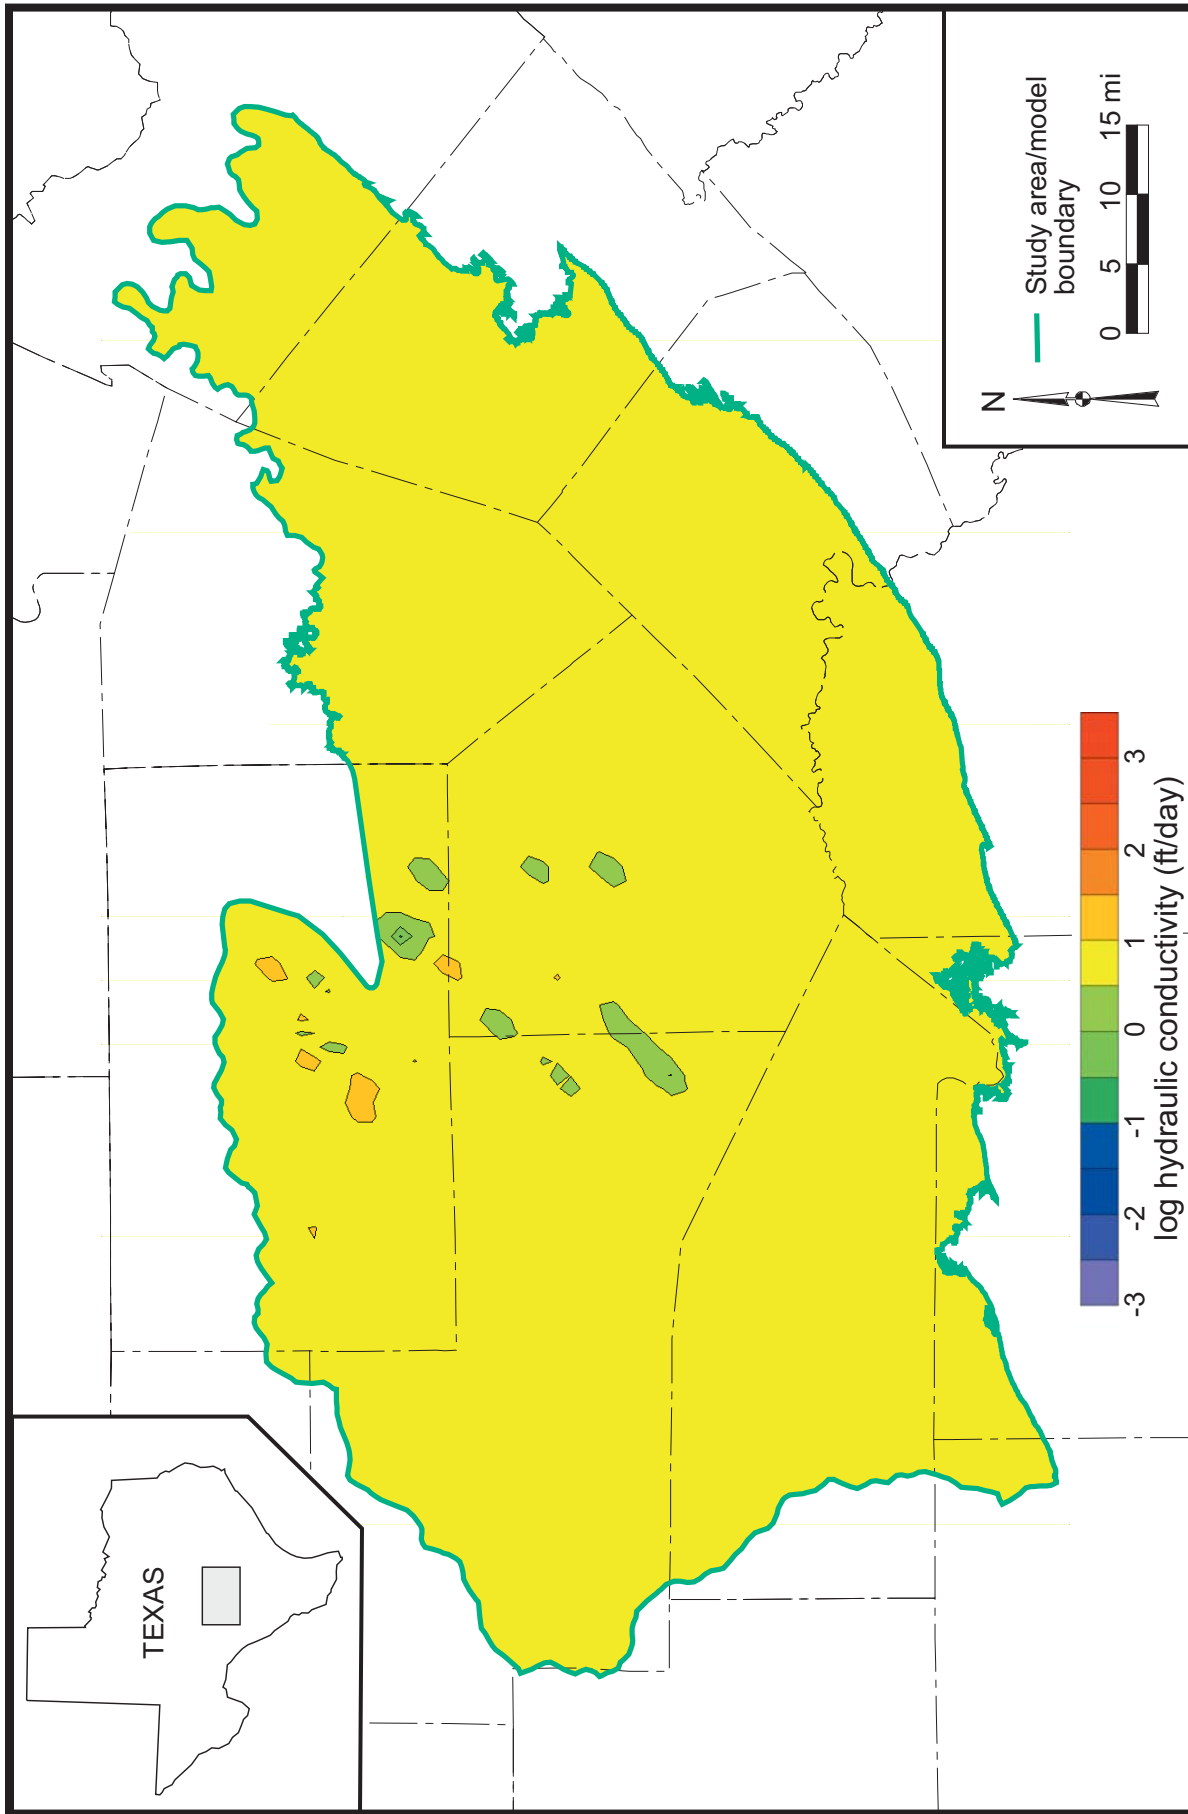 TEXAS
N
Study area/model
boundary
0 5 10 15 mi
-3 -2 -1 0 1 2 3
log hydraulic conductivity (ft/day)